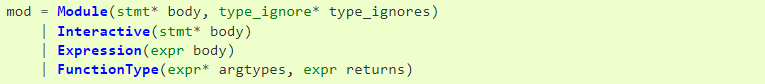 mod = Module(stmt* body, type_ignore* type_ignores)
| Interactive(stmt* body)
| Expression(expr body)
| FunctionType(expr* argtypes, expr returns)